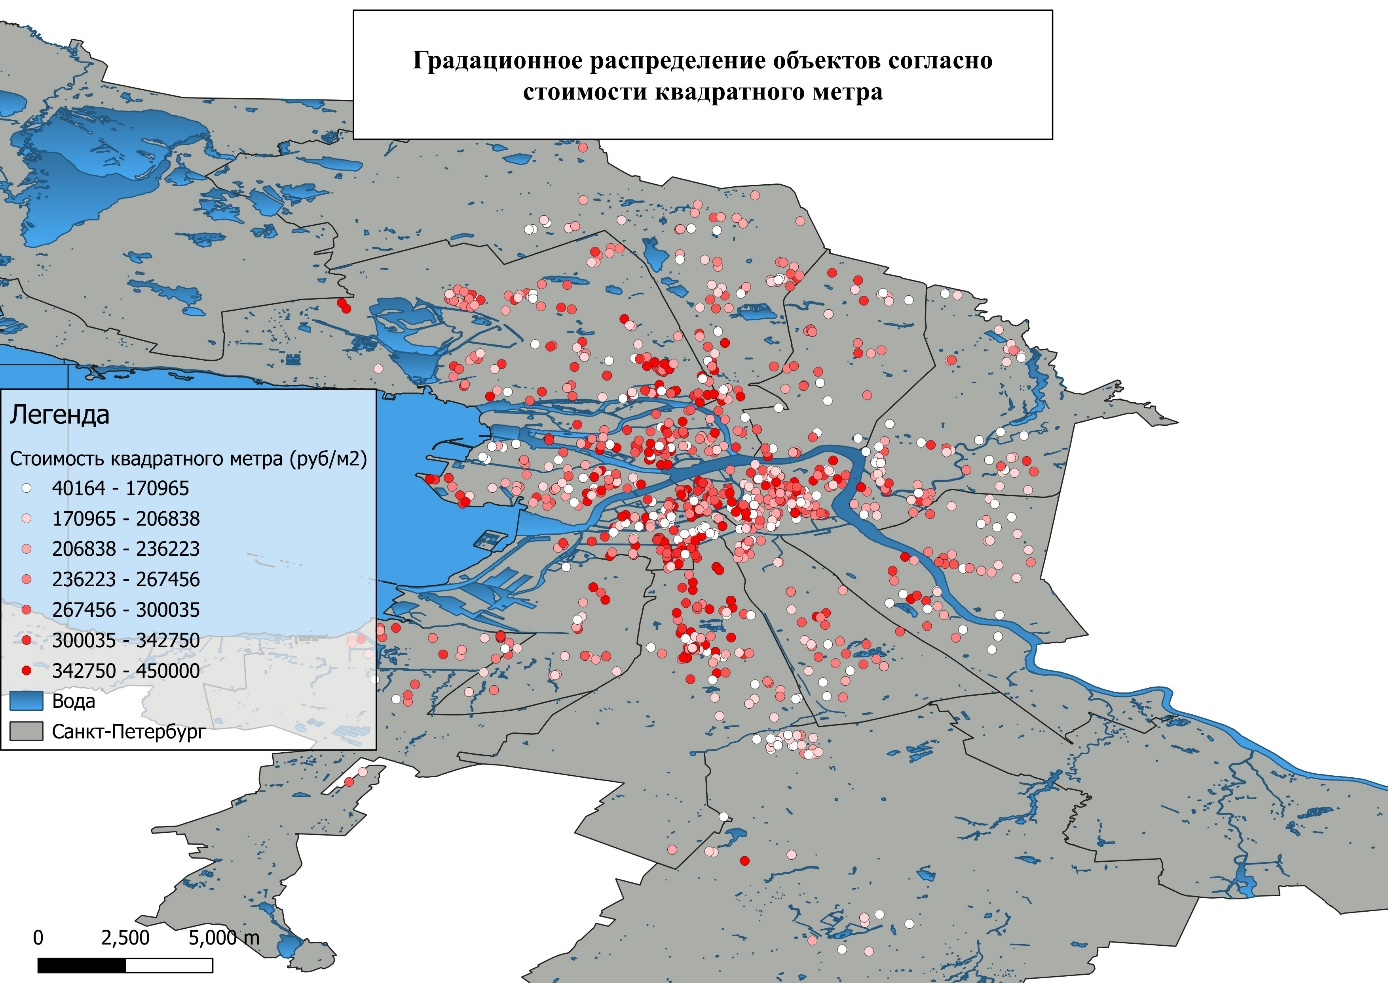 Градационное распределение объектов согласно
стоимости квадратного метра
Легенда
Стоимость квадратного метра (руб/м2)
40164 - 170965
170965 - 206838
206838 - 236223
236223 - 267456
267456 - 300035
300035 - 342750
342750 - 450000
Вода
Санкт-Петербург
0 2,500 5,000 m